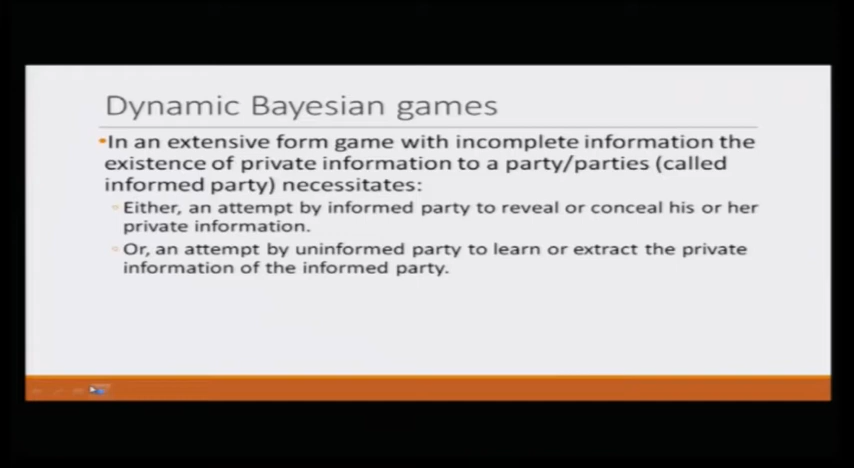 Dynamic Bayesian games
•In an extensive form game with incomplete information the
existence of private information to a party/parties (called
informed party) necessitates:
◦Either, an attempt by informed party to reveal or conceal his or her
private information.
◦Or, an attempt by uninformed party to learn or extract the private
information of the informed party.